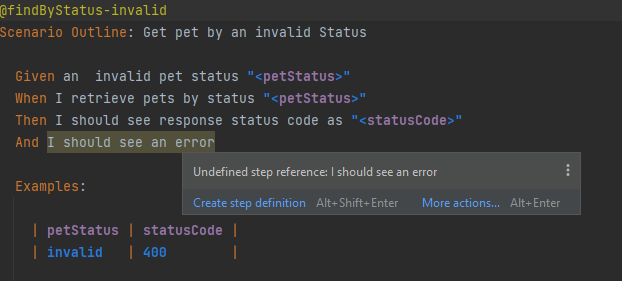 @findByStatus-invalid
Scenario Outline: Get pet by an invalid Status
Given an  invalid pet status "<petStatus>"
When I retrieve pets by status "<petStatus>"
Then I should see response status code as "<statusCode>"
And I should see an error
Undefined step reference: I should see an error
Create step definition Alt+Shift+Enter More actions... Alt+Enter
Examples:
| petStatus | statusCode |
| invalid   | 400        |